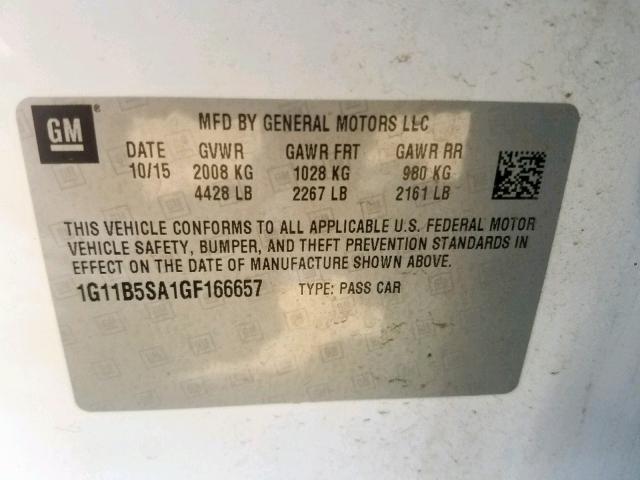 GM®
MFD BY GENERAL MOTORS LLC
DATE GVWR GAWR FRT GAWR RR
10/15 2008 KG 1028 KG 980 KG
4428 LB 2267 LB 2161 LB
THIS VEHICLE CONFORMS TO ALL APPLICABLE U.S. FEDERAL MOTOR
VEHICLE SAFETY, BUMPER, AND THEFT PREVENTION STANDARDS IN
EFFECT ON THE DATE OF MANUFACTURE SHOWN ABOVE.
1G11B5SA1GF166657 TYPE: PASS CAR